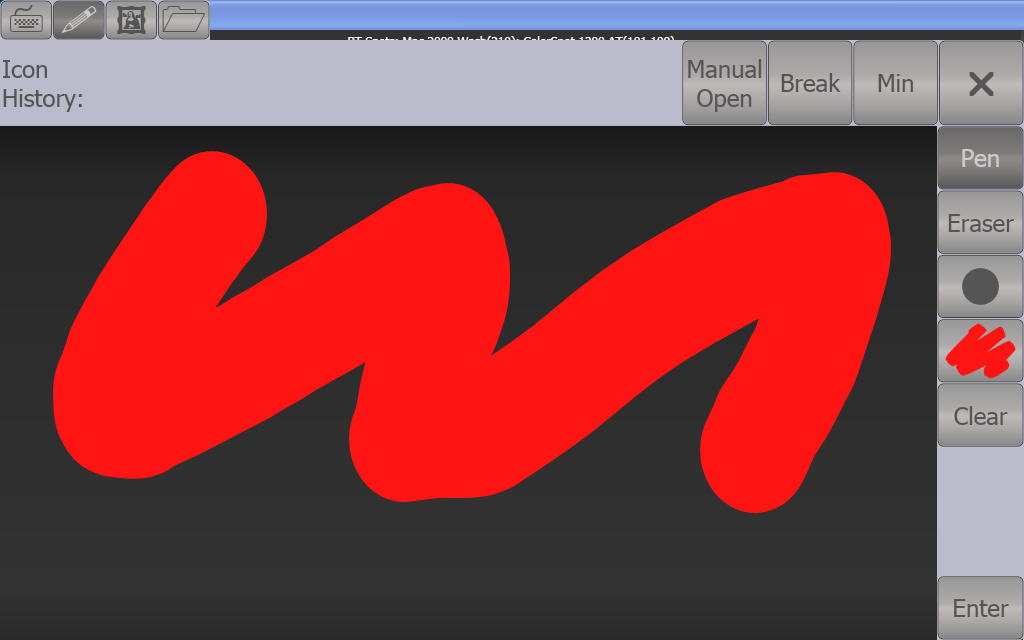 Icon
History:
Manual
Open
Break
Min
Pen
Eraser
Clear
Enter